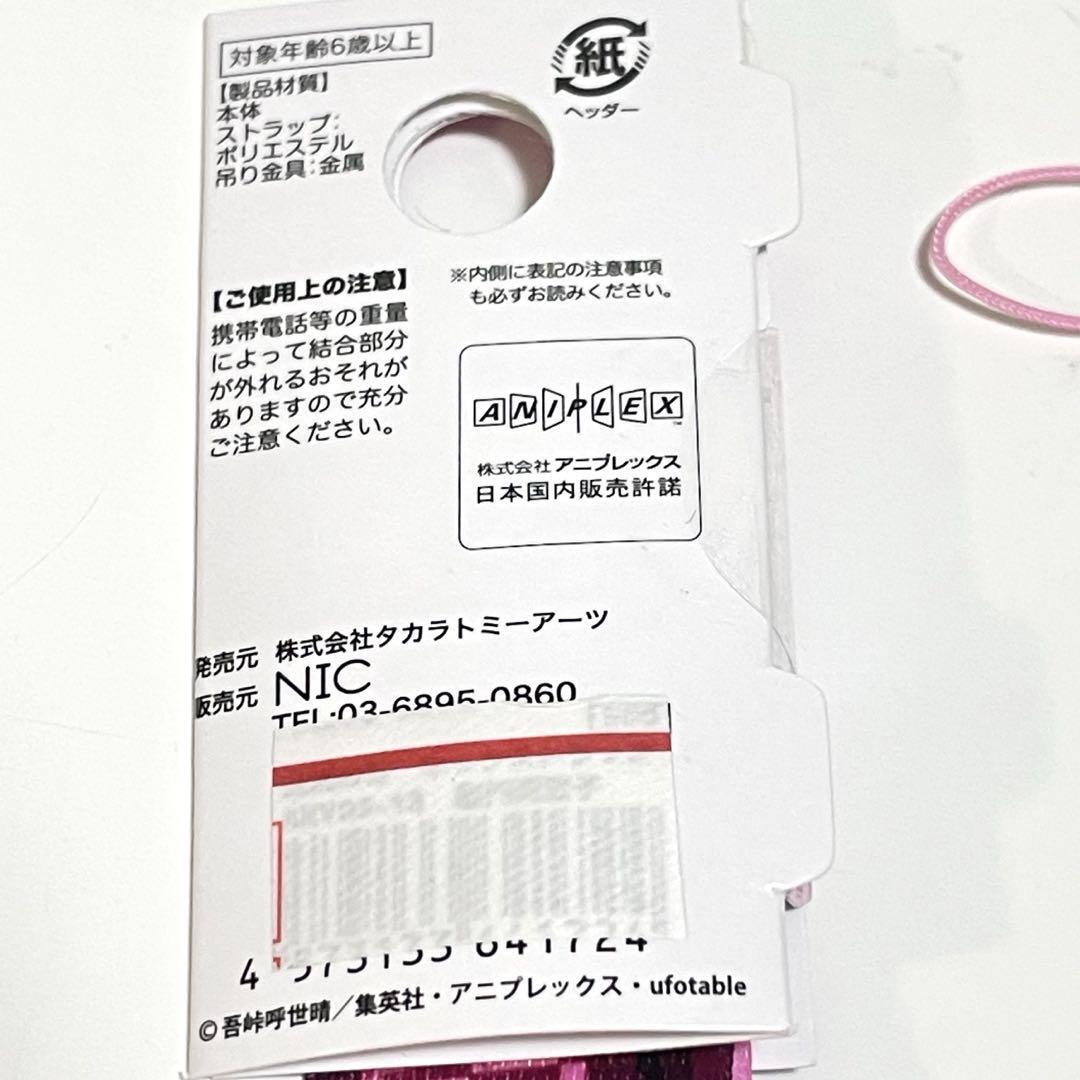 対象年齢6歳以上
【製品材質】
本体
ストラップ:
ポリエステル
吊り金具:金属
紙
ヘッダー
【ご使用上の注意】
携帯電話等の重量
によって結合部分
が外れるおそれが
ありますので充分
ご注意ください。
※内側に表記の注意事項
も必ずお読みください。
ANIPLEX
株式会社 アニプレックス
日本国内販売許諾
発売元 株式会社タカラトミーアーツ
販売元 NIC
TEL:03-6895-0860
4 573155 641724
©吾峠呼世晴／集英社・アニプレックス・ufotable